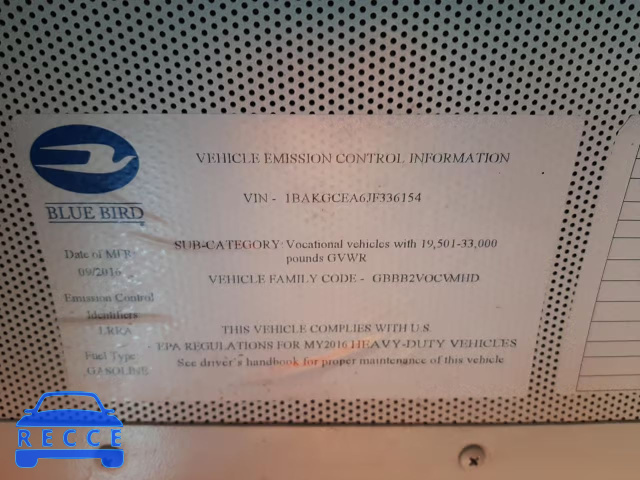 VEHICLE EMISSION CONTROL INFORMATION
VIN - 1BAKGCEA6JF336154
BLUE BIRD
SUB-CATEGORY: Vocational vehicles with 19,501-33,000
pounds GVWR
Date of MFR
09/2016
VEHICLE FAMILY CODE - GBBB2VOCVMHD
Emission Control
Identifiers
LRRA
THIS VEHICLE COMPLIES WITH U.S.
EPA REGULATIONS FOR MY2016 HEAVY-DUTY VEHICLES
Fuel Type
GASOLINE
See driver's handbook for proper maintenance of this vehicle
RECCE